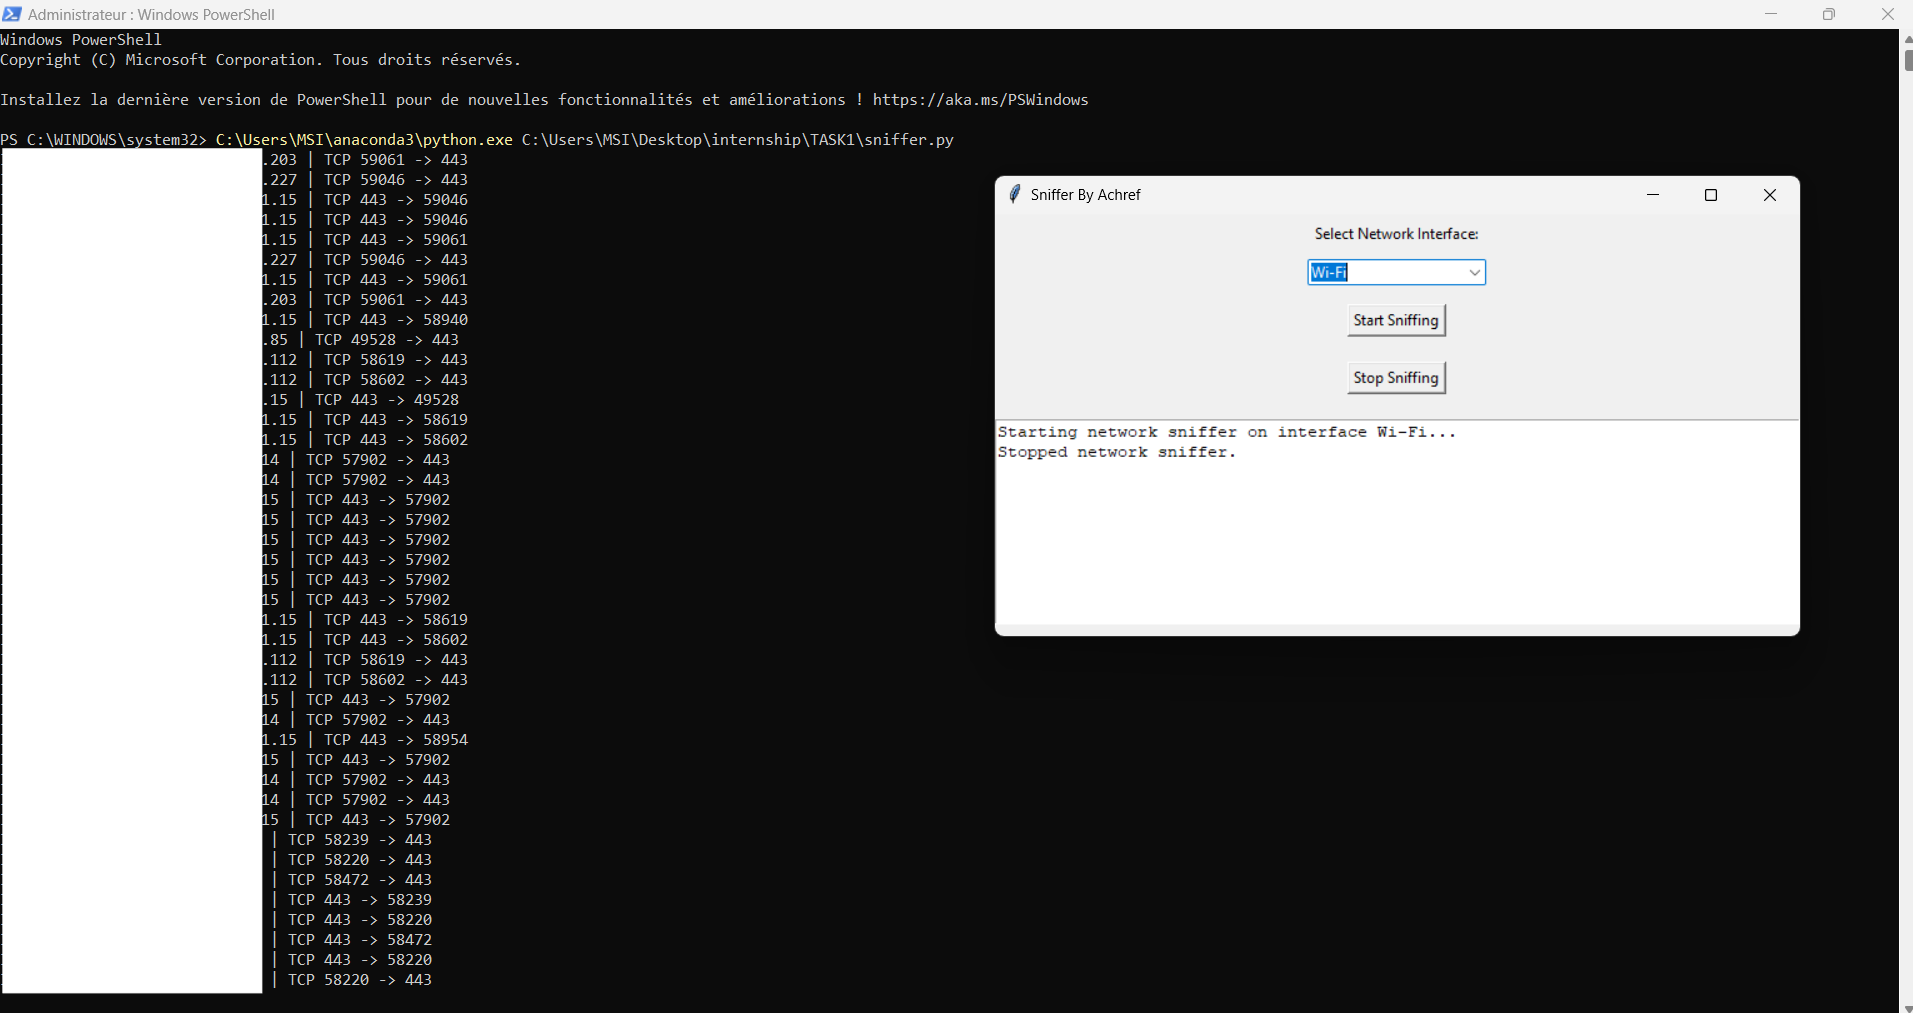 Administrateur : Windows PowerShell
Windows PowerShell
Copyright (C) Microsoft Corporation. Tous droits réservés.
Installez la dernière version de PowerShell pour de nouvelles fonctionnalités et améliorations ! https://aka.ms/PSWindows
PS C:\WINDOWS\system32> C:\Users\MSI\anaconda3\python.exe C:\Users\MSI\Desktop\internship\TASK1\sniffer.py
.203 | TCP 59061 -> 443
.227 | TCP 59046 -> 443
1.15 | TCP 443 -> 59046
1.15 | TCP 443 -> 59046
1.15 | TCP 443 -> 59061
.227 | TCP 59046 -> 443
1.15 | TCP 443 -> 59061
.203 | TCP 59061 -> 443
1.15 | TCP 443 -> 58940
.85 | TCP 49528 -> 443
.112 | TCP 58619 -> 443
.112 | TCP 58602 -> 443
.15 | TCP 443 -> 49528
1.15 | TCP 443 -> 58619
1.15 | TCP 443 -> 58602
14 | TCP 57902 -> 443
14 | TCP 57902 -> 443
15 | TCP 443 -> 57902
15 | TCP 443 -> 57902
15 | TCP 443 -> 57902
15 | TCP 443 -> 57902
15 | TCP 443 -> 57902
15 | TCP 443 -> 57902
1.15 | TCP 443 -> 58619
1.15 | TCP 443 -> 58602
.112 | TCP 58619 -> 443
.112 | TCP 58602 -> 443
15 | TCP 443 -> 57902
14 | TCP 57902 -> 443
1.15 | TCP 443 -> 58954
15 | TCP 443 -> 57902
14 | TCP 57902 -> 443
14 | TCP 57902 -> 443
15 | TCP 443 -> 57902
| TCP 58239 -> 443
| TCP 58220 -> 443
| TCP 58472 -> 443
| TCP 443 -> 58239
| TCP 443 -> 58220
| TCP 443 -> 58472
| TCP 443 -> 58220
| TCP 58220 -> 443
Sniffer By Achref
Select Network Interface:
Wi-Fi
Start Sniffing
Stop Sniffing
Starting network sniffer on interface Wi-Fi...
Stopped network sniffer.